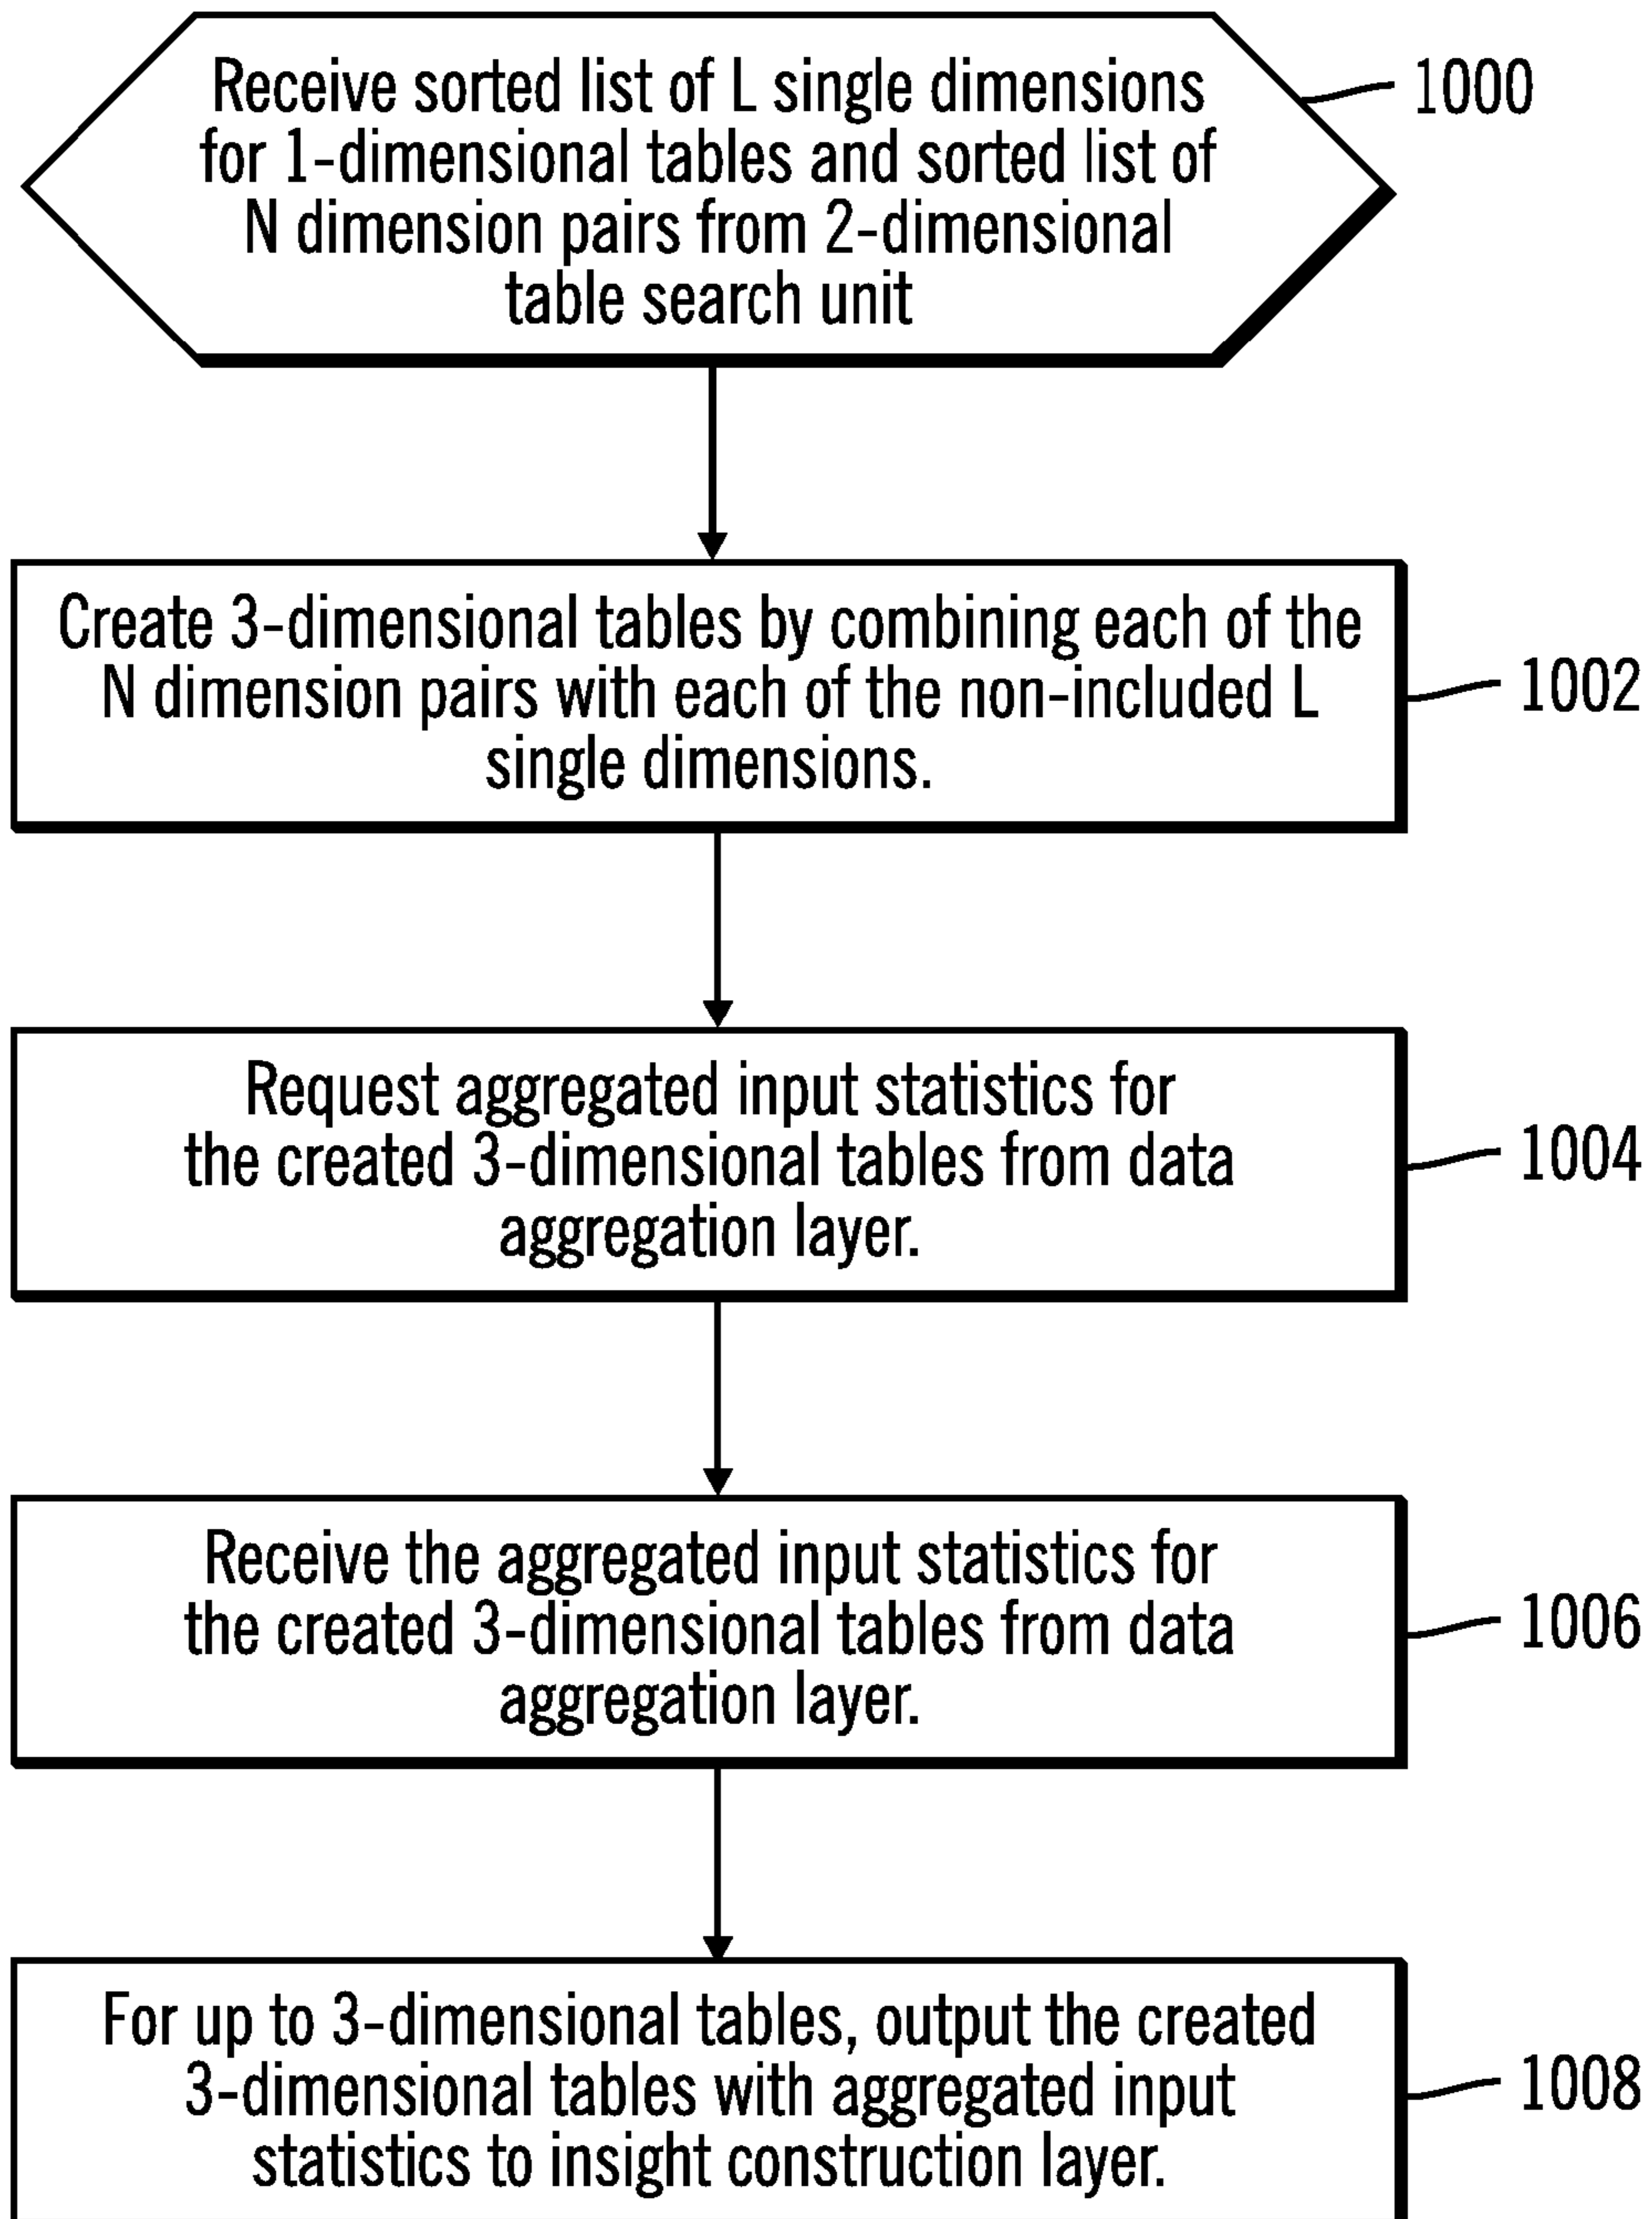 Receive sorted list of L single dimensions
for 1-dimensional tables and sorted list of
N dimension pairs from 2-dimensional
table search unit
1000
Create 3-dimensional tables by combining each of the
N dimension pairs with each of the non-included L
single dimensions.
1002
Request aggregated input statistics for
the created 3-dimensional tables from data
aggregation layer.
1004
Receive the aggregated input statistics for
the created 3-dimensional tables from data
aggregation layer.
1006
For up to 3-dimensional tables, output the created
3-dimensional tables with aggregated input
statistics to insight construction layer.
1008